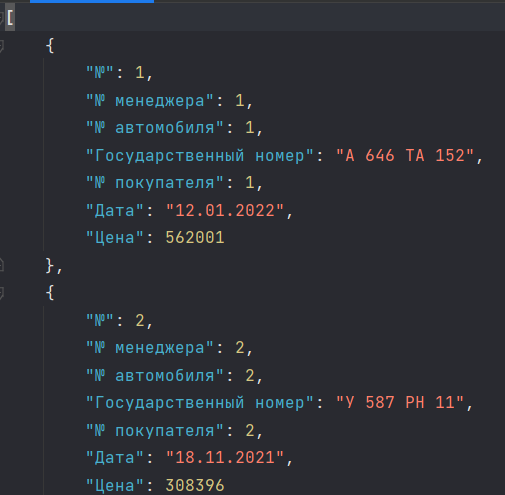 [
{
"№": 1,
"№ менеджера": 1,
"№ автомобиля": 1,
"Государственный номер": "А 646 ТА 152",
"№ покупателя": 1,
"Дата": "12.01.2022",
"Цена": 562001
},
{
"№": 2,
"№ менеджера": 2,
"№ автомобиля": 2,
"Государственный номер": "У 587 РН 11",
"№ покупателя": 2,
"Дата": "18.11.2021",
"Цена": 308396